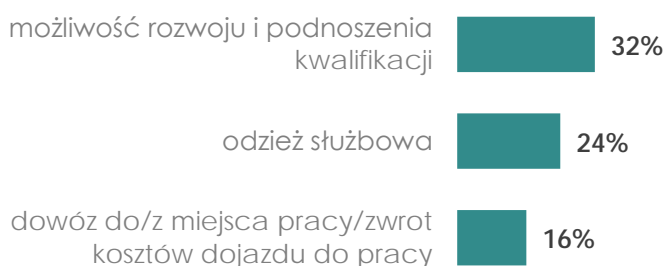 możliwość rozwoju i podnoszenia
kwalifikacji
32%
odzież służbowa
24%
dowóz do/z miejsca pracy/zwrot
kosztów dojazdu do pracy
16%